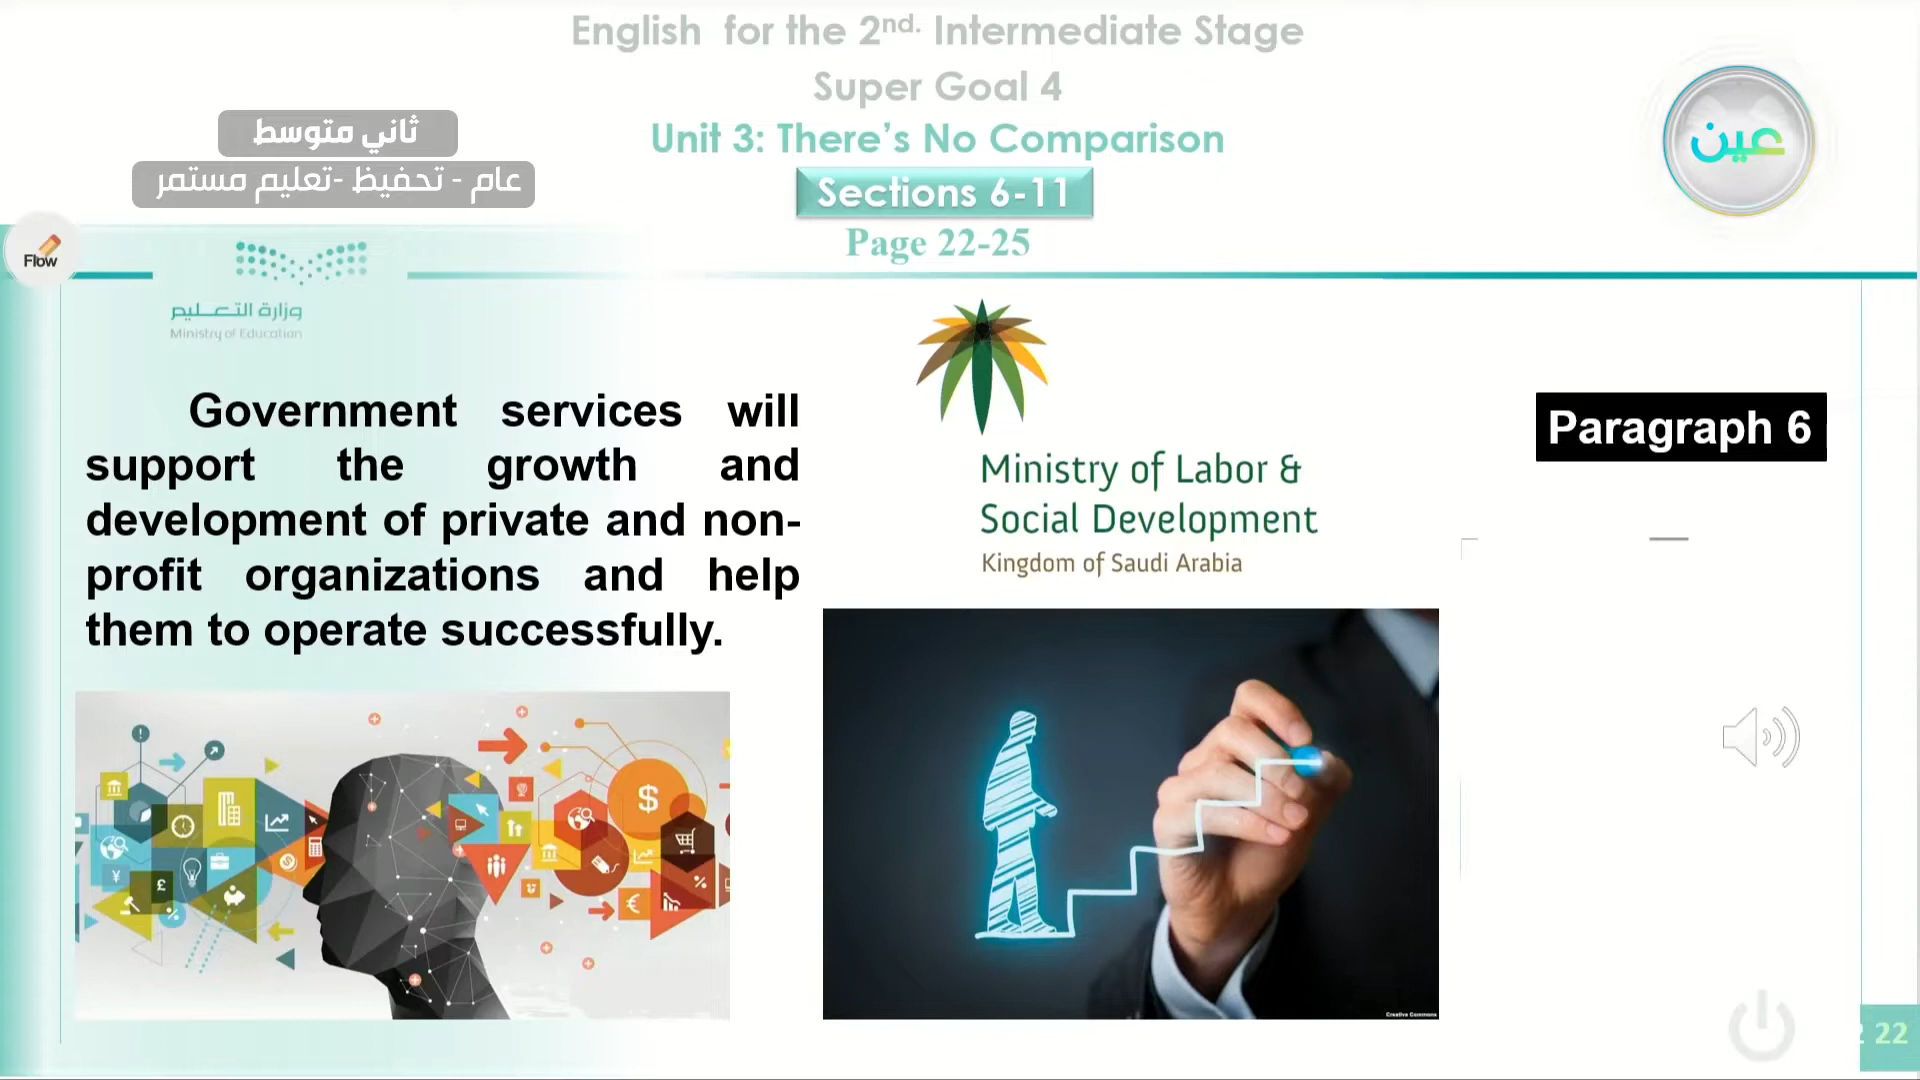 English for the 2nd. Intermediate Stage
Super Goal 4
Unit 3: There's No Comparison
Sections 6-11
Page 22-25
ثاني متوسط
عام - تحفيظ -تعليم مستمر
عين
Flow
وزارة التعليم
Ministry of Education
Government services will
support the growth and
development of private and non-
profit organizations and help
them to operate successfully.
Ministry of Labor &
Social Development
Kingdom of Saudi Arabia
Paragraph 6
Creative Commons
22